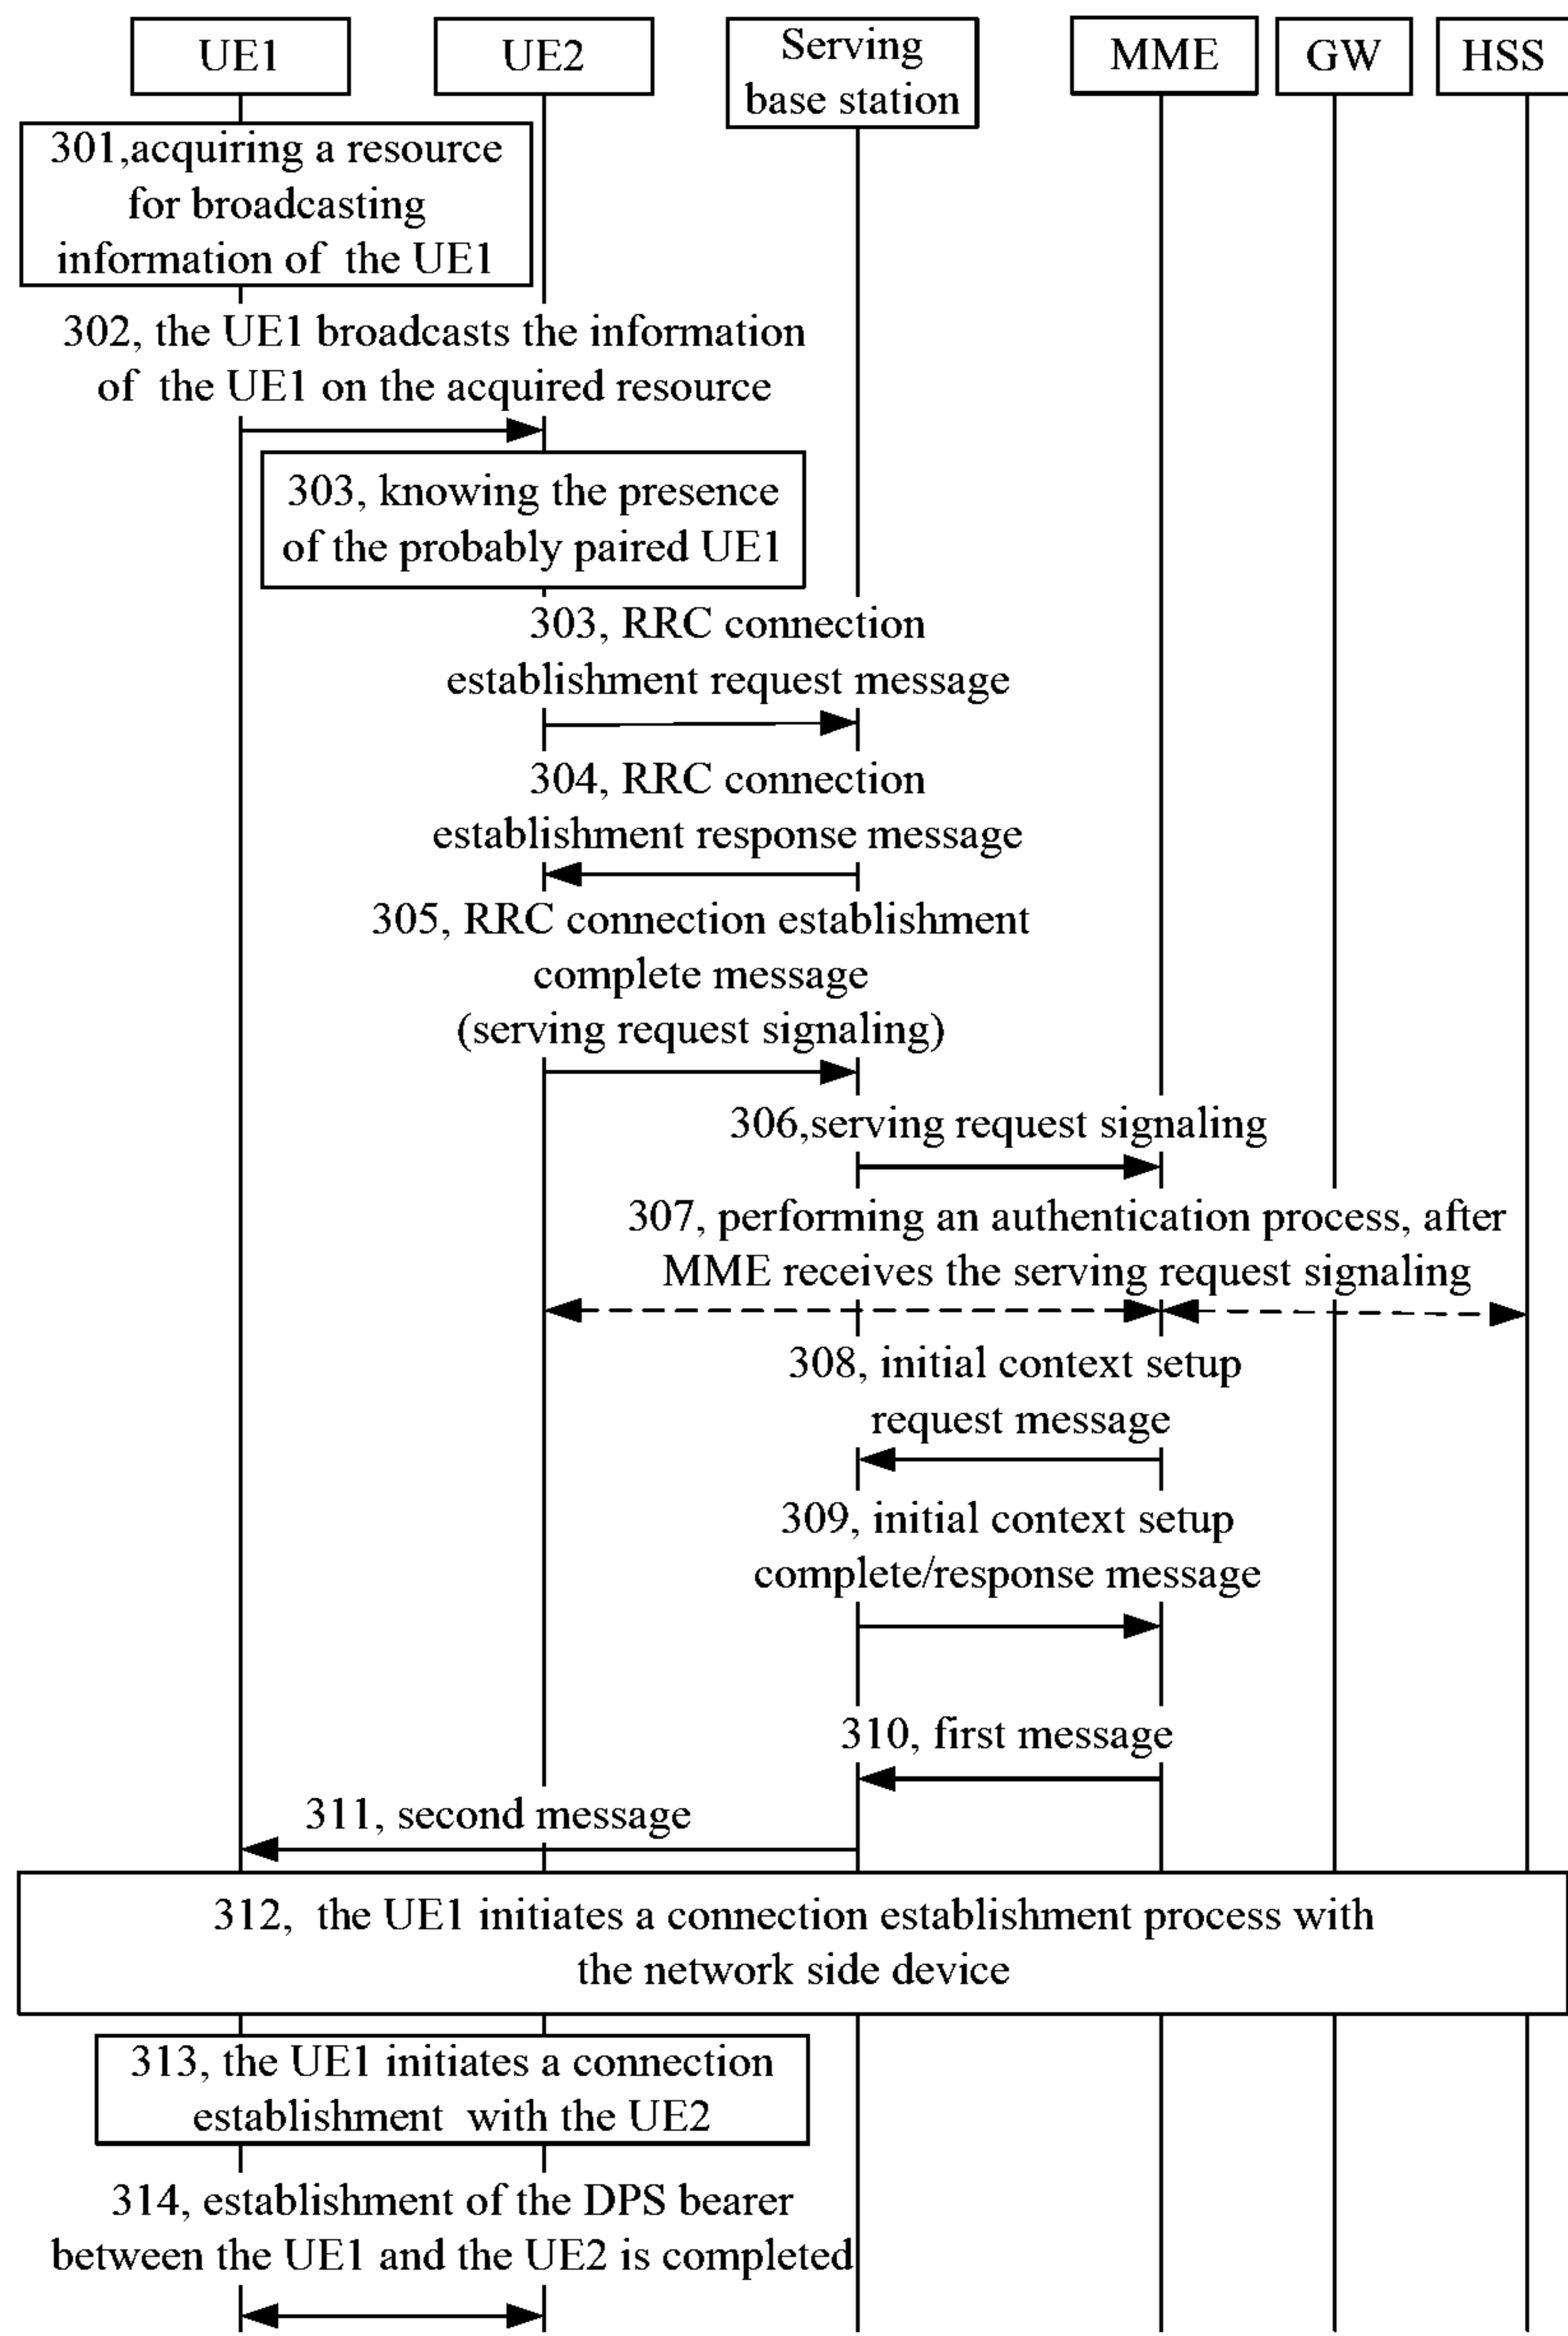 UE1
UE2
Serving
base station
MME
GW
HSS
301,acquiring a resource
for broadcasting
information of the UE1
302, the UE1 broadcasts the information
of the UE1 on the acquired resource
303, knowing the presence
of the probably paired UE1
303, RRC connection
establishment request message
304, RRC connection
establishment response message
305, RRC connection establishment
complete message
(serving request signaling)
306,serving request signaling
307, performing an authentication process, after
MME receives the serving request signaling
308, initial context setup
request message
309, initial context setup
complete/response message
310, first message
311, second message
312, the UE1 initiates a connection establishment process with
the network side device
313, the UE1 initiates a connection
establishment with the UE2
314, establishment of the DPS bearer
between the UE1 and the UE2 is completed